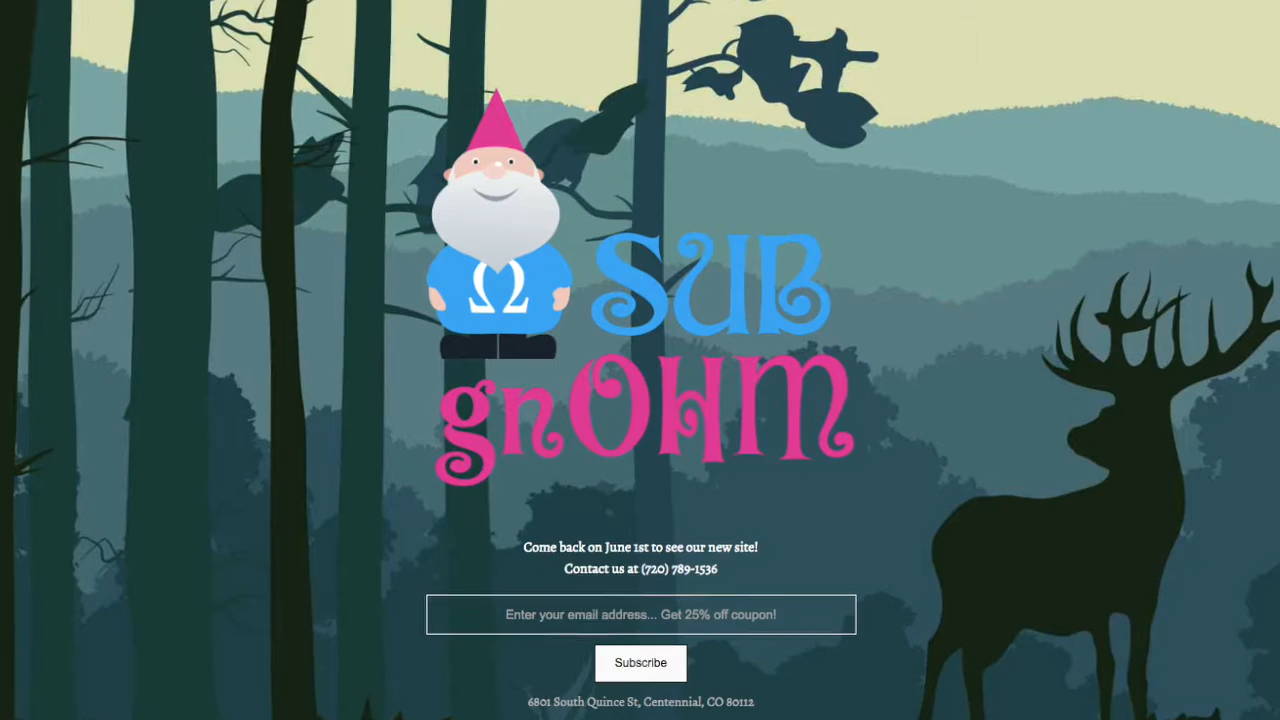 Ω
SUB
gnOHM
Come back on June 1st to see our new site!
Contact us at (720) 789-1536
Enter your email address... Get 25% off coupon!
Subscribe
6801 South Quince St, Centennial, CO 80112